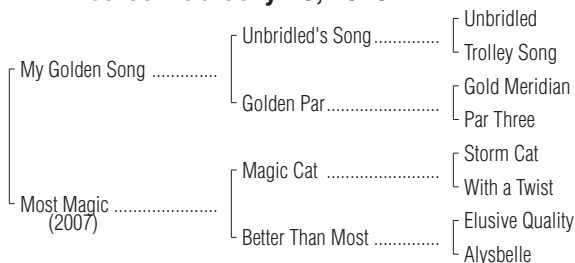 Unbridled
Unbridled's Song..............
Trolley Song
My Golden Song ..............
Gold Meridian
Golden Par........................
Par Three
Storm Cat
Magic Cat ........................
With a Twist
Most Magic ......................
(2007)
Elusive Quality
Better Than Most ..............
Alysbelle